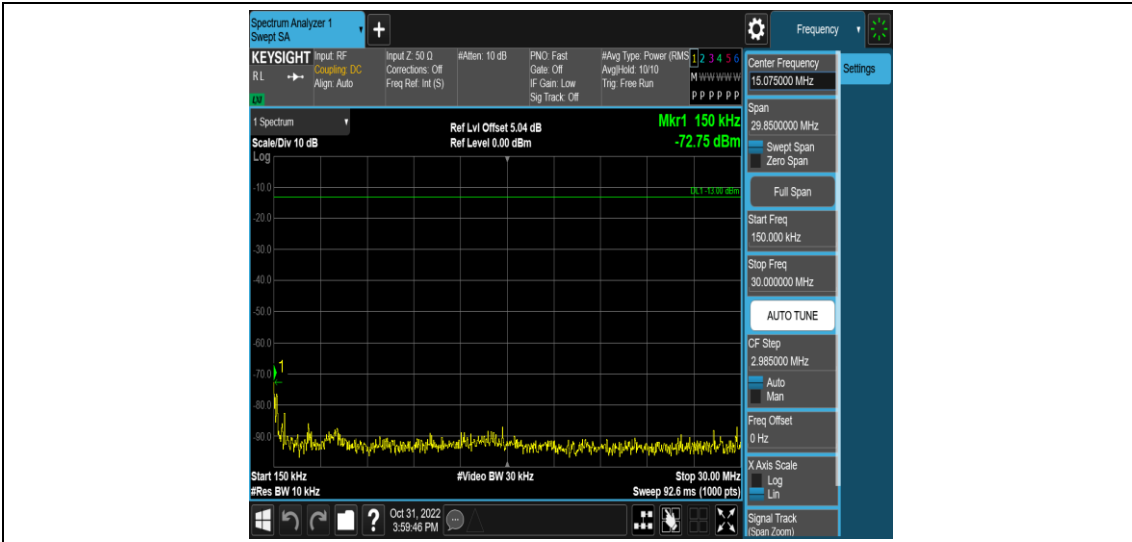 Spectrum Analyzer 1
Swept SA
+
Frequency
KEYSIGHT
RL
LXI
Input: RF
Coupling: DC
Align: Auto
Input Z: 50 Ω
Corrections: Off
Freq Ref: Int (S)
#Atten: 10 dB
PNO: Fast
Gate: Off
IF Gain: Low
Sig Track: Off
#Avg Type: Power (RMS
Avg|Hold: 10/10
Trig: Free Run
1 2 3 4 5 6
M W W W W W
P P P P P P
1 Spectrum
Scale/Div 10 dB
Log
Ref Lvl Offset 5.04 dB
Ref Level 0.00 dBm
Mkr1 150 kHz
-72.75 dBm
DL1 -13.00 dBm
-10.0
-20.0
-30.0
-40.0
-50.0
-60.0
-70.0
-80.0
-90.0
1
Start 150 kHz
#Res BW 10 kHz
#Video BW 30 kHz
Stop 30.00 MHz
Sweep 92.6 ms (1000 pts)
?
Oct 31, 2022
3:59:46 PM
Center Frequency
15.075000 MHz
Span
29.8500000 MHz
Swept Span
Zero Span
Full Span
Start Freq
150.000 kHz
Stop Freq
30.000000 MHz
AUTO TUNE
CF Step
2.985000 MHz
Auto
Man
Freq Offset
0 Hz
X Axis Scale
Log
Lin
Signal Track
(Span Zoom)
Settings